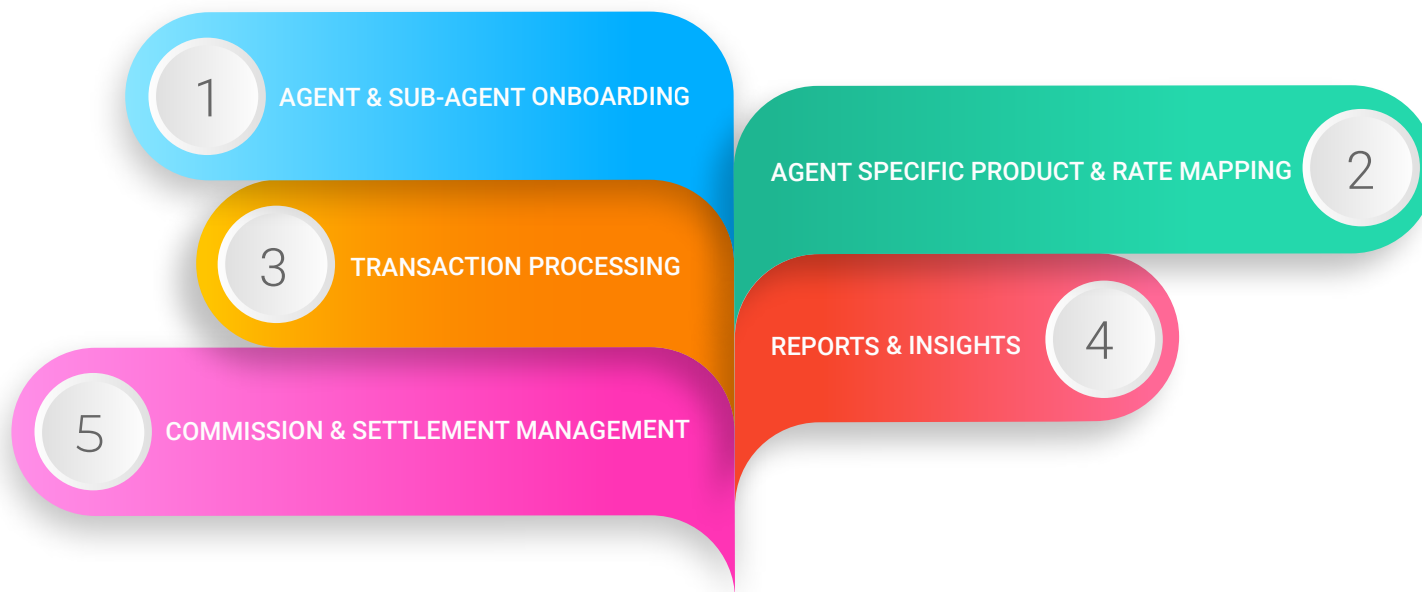 1
AGENT & SUB-AGENT ONBOARDING
AGENT SPECIFIC PRODUCT & RATE MAPPING
2
3
TRANSACTION PROCESSING
REPORTS & INSIGHTS
4
5
COMMISSION & SETTLEMENT MANAGEMENT